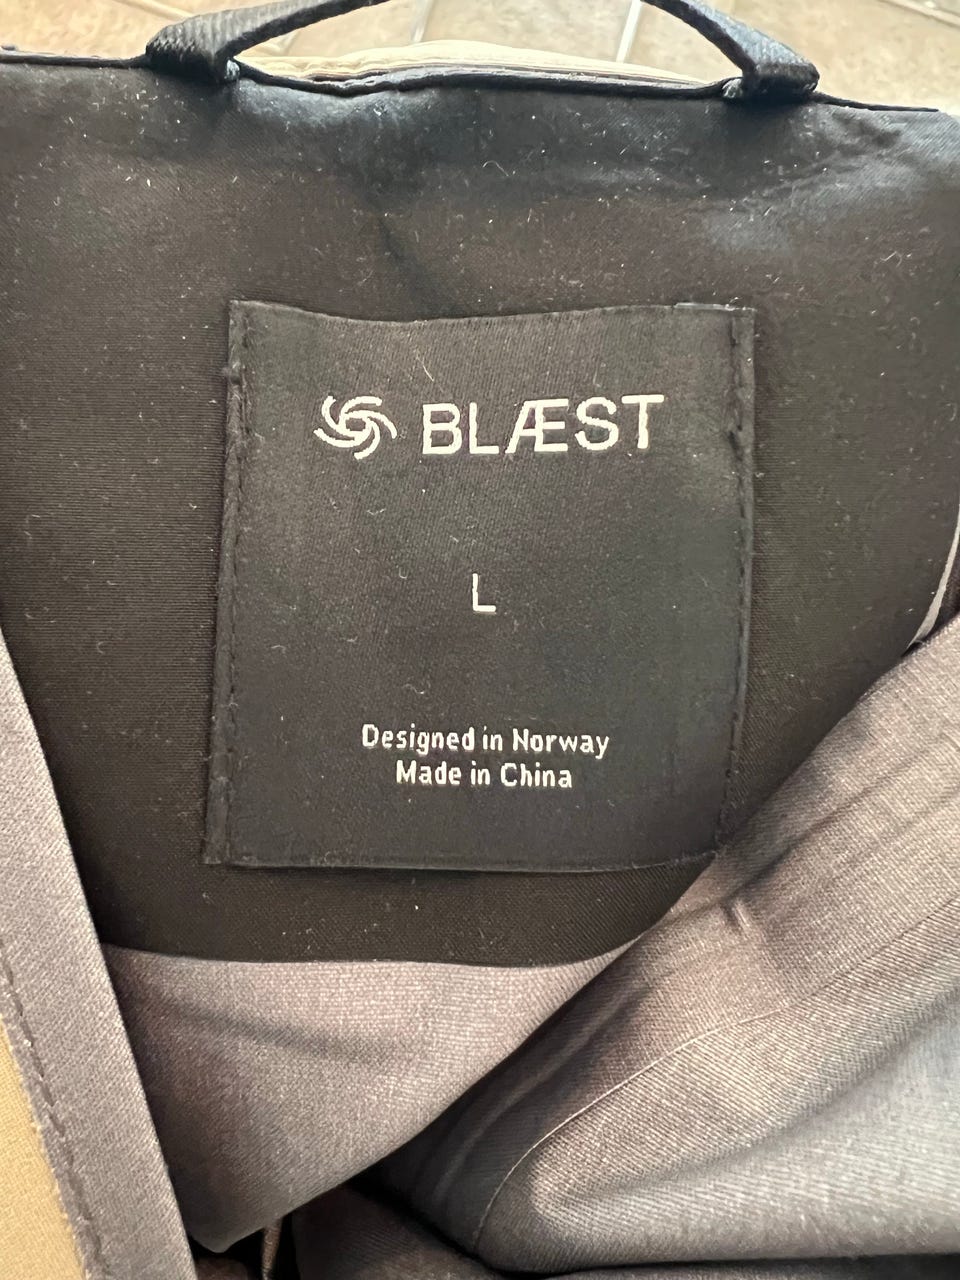 BLÆST
L
Designed in Norway
Made in China